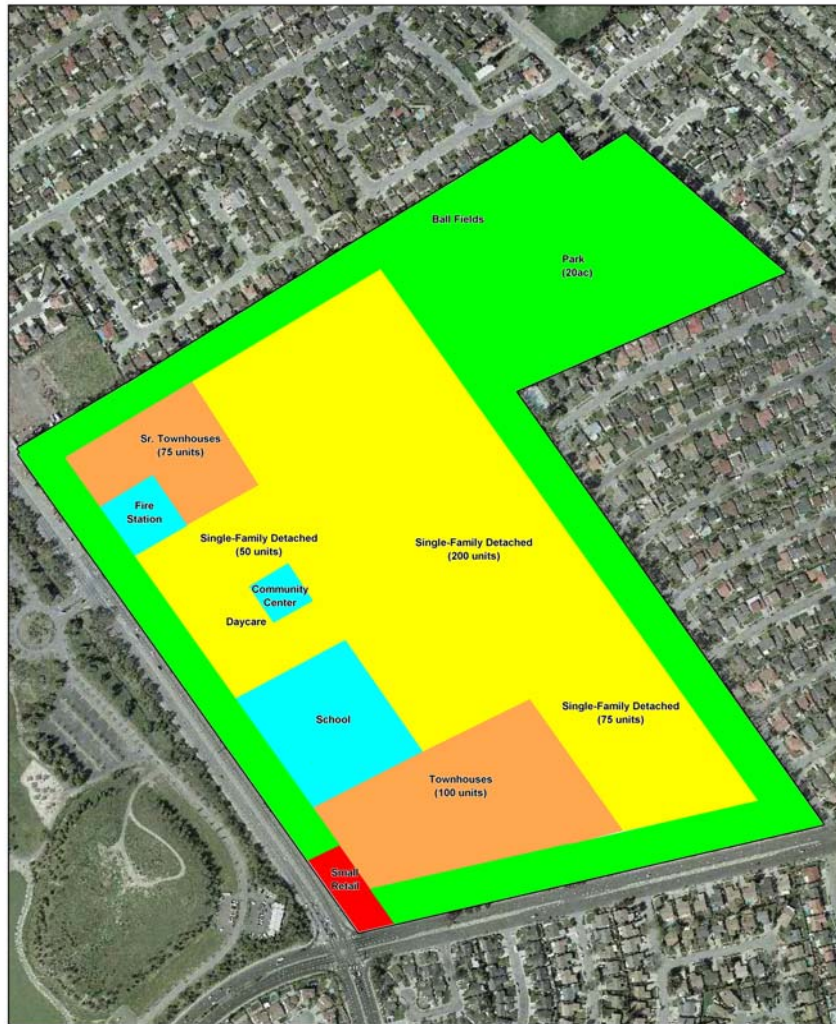 Ball Fields
Park
(20ac)
Sr. Townhouses
(75 units)
Fire
Station
Single-Family Detached
(50 units)
Single-Family Detached
(200 units)
Community
Center
Daycare
School
Single-Family Detached
(75 units)
Townhouses
(100 units)
Small
Retail